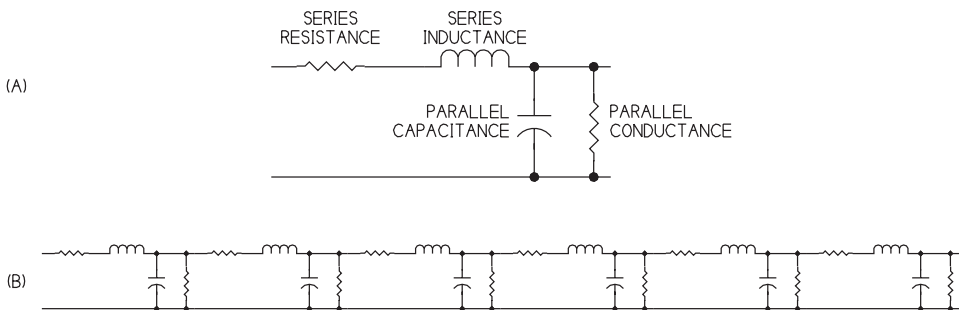 SERIES
RESISTANCE
SERIES
INDUCTANCE
(A)
PARALLEL
CAPACITANCE
PARALLEL
CONDUCTANCE
(B)